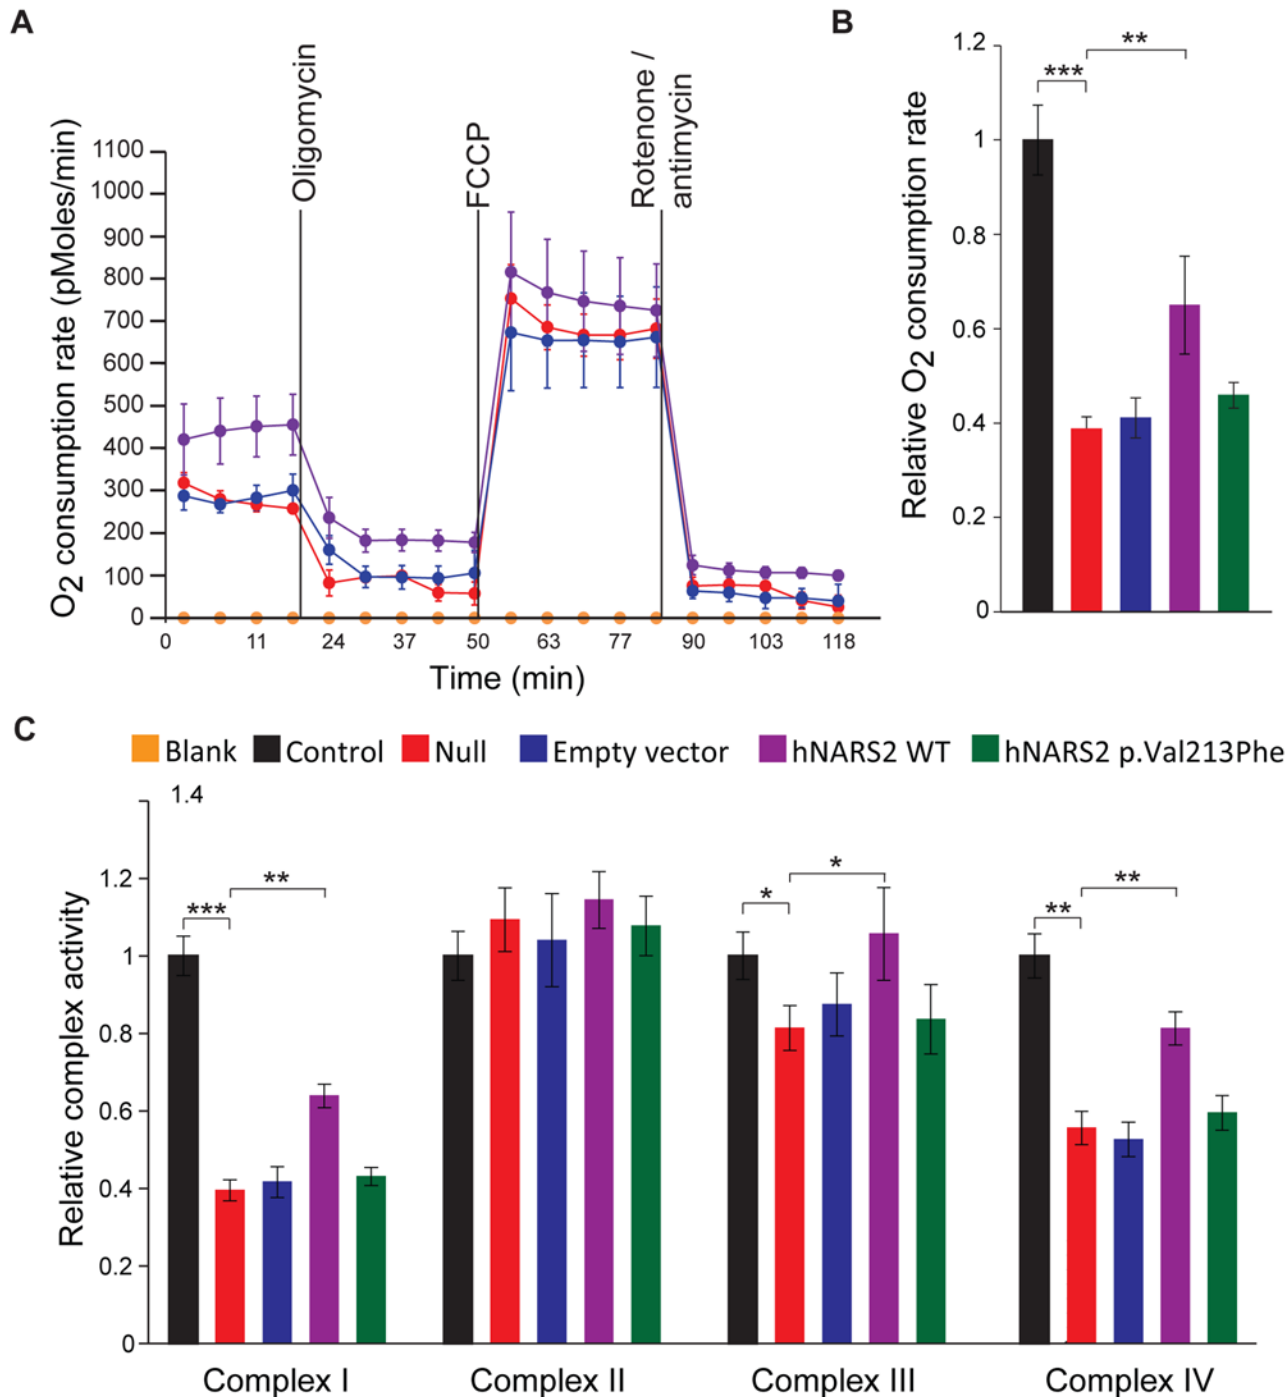 A
O2 consumption rate (pMoles/min)
1100
1000
900
800
700
600
500
400
300
200
100
0
Oligomycin
FCCP
Rotenone /
antimycin
0 11 24 37 50 63 77 90 103 118
Time (min)
B
Relative O2 consumption rate
1.2
1
0.8
0.6
0.4
0.2
0
***
**
C
Blank Control Null Empty vector hNARS2 WT hNARS2 p.Val213Phe
Relative complex activity
1.4
1.2
1
0.8
0.6
0.4
0.2
0
***
**
*
*
**
**
Complex I Complex II Complex III Complex IV